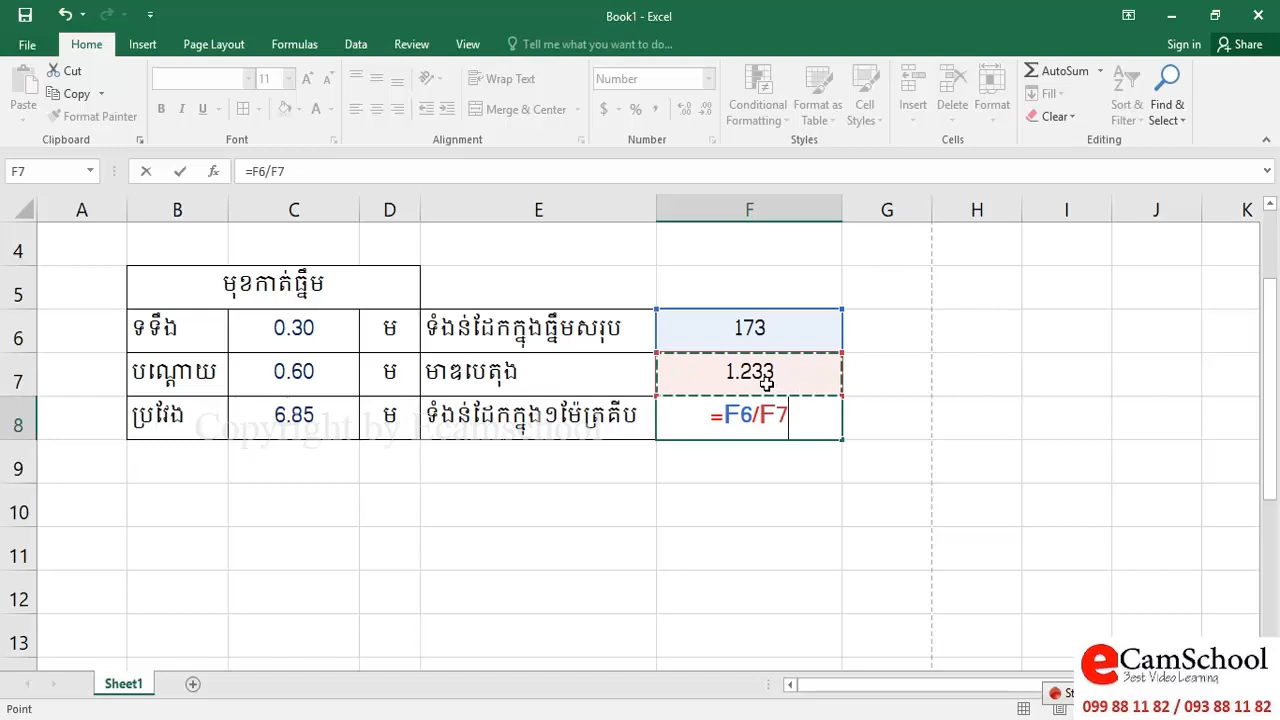 Book1 - Excel
File Home Insert Page Layout Formulas Data Review View Tell me what you want to do... Sign in Share
Paste Cut Copy Format Painter
11
B I U
Wrap Text
Merge & Center
Number
$ % ,
Conditional Formatting
Format as Table
Cell Styles
Insert Delete Format
AutoSum Fill Clear
Sort & Filter
Find & Select
Clipboard Font Alignment Number Styles Cells Editing
F7 fx =F6/F7
A B C D E F G H I J K
4
5 មុខកាត់ធ្នឹម
6 ទទឹង 0.30 ម ទំងន់ដែកក្នុងធ្នឹមសរុប 173
7 បណ្តោយ 0.60 ម មាឌបេតុង 1.233
8 ប្រវែង 6.85 ម ទំងន់ដែកក្នុង១ម៉ែត្រគីប =F6/F7
Copyright by Ecamschool
9
10
11
12
13
Sheet1
eCamSchool
Best Video Learning
099 88 11 82 / 093 88 11 82
St
Point